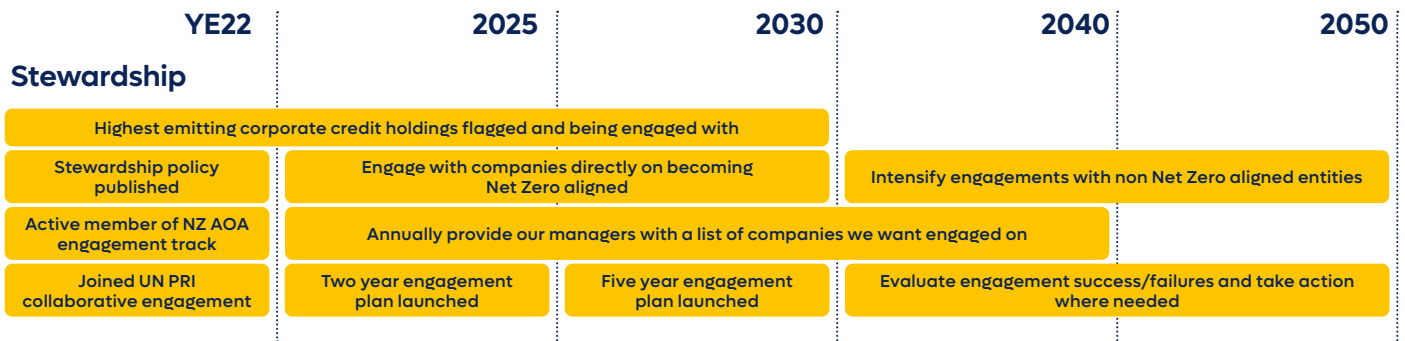 YE22 2025 2030 2040 2050
Stewardship
Highest emitting corporate credit holdings flagged and being engaged with
Stewardship policy
published
Engage with companies directly on becoming
Net Zero aligned
Intensify engagements with non Net Zero aligned entities
Active member of NZ AOA
engagement track
Annually provide our managers with a list of companies we want engaged on
Joined UN PRI
collaborative engagement
Two year engagement
plan launched
Five year engagement
plan launched
Evaluate engagement success/failures and take action
where needed